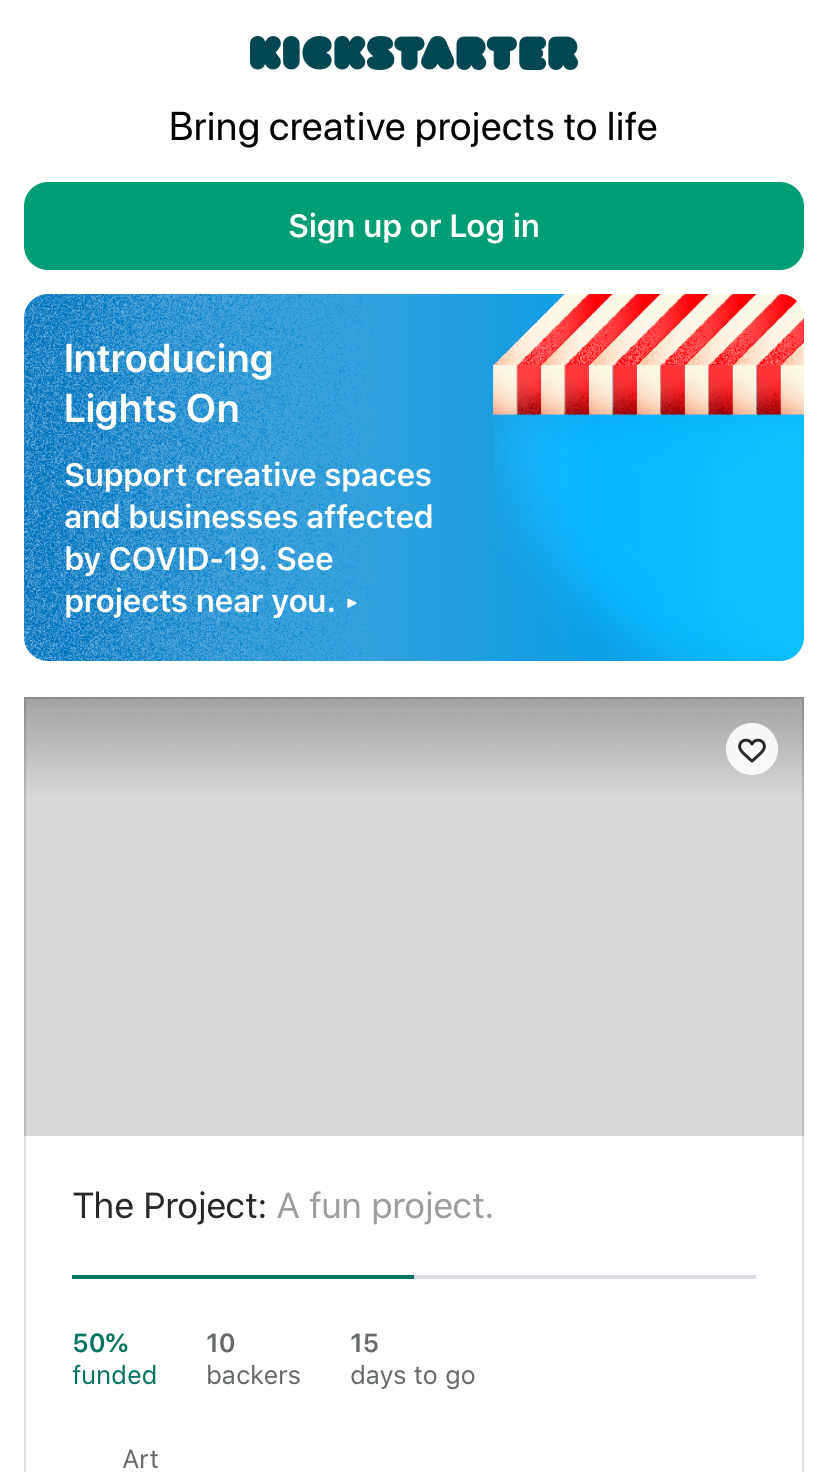 KICKSTARTER
Bring creative projects to life
Sign up or Log in
Introducing
Lights On
Support creative spaces
and businesses affected
by COVID-19. See
projects near you. ▸
The Project: A fun project.
50%
funded
10
backers
15
days to go
Art